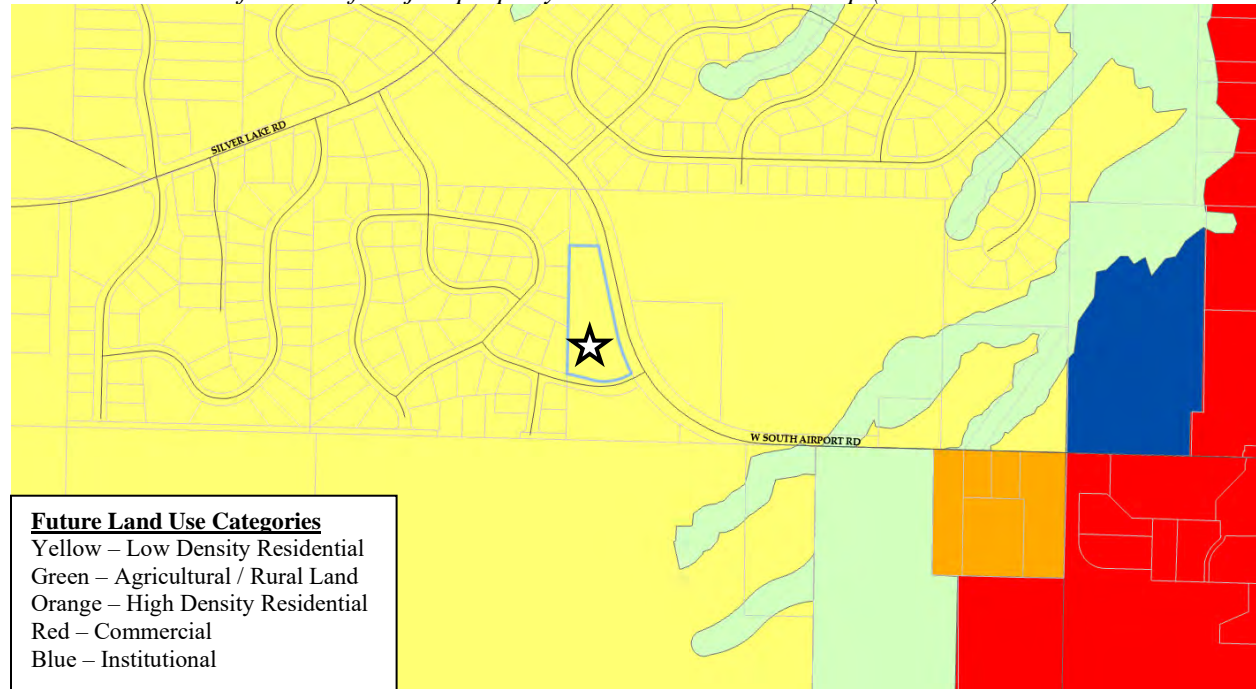 SILVER LAKE RD
W SOUTH AIRPORT RD
Future Land Use Categories
Yellow – Low Density Residential
Green – Agricultural / Rural Land
Orange – High Density Residential
Red – Commercial
Blue – Institutional